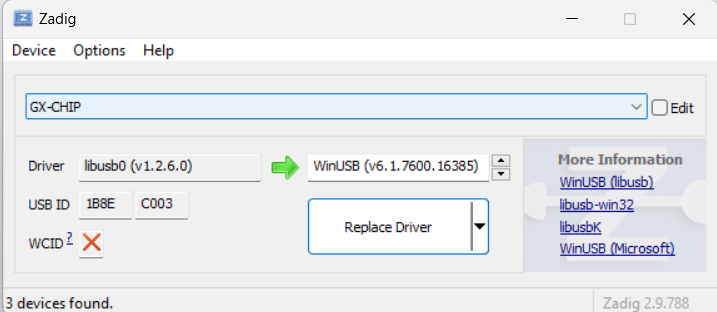 Zadig
Device Options Help
GX-CHIP
Edit
Driver libusb0 (v1.2.6.0) WinUSB (v6.1.7600.16385)
USB ID 1B8E C003
WCID ?
Replace Driver
More Information
WinUSB (libusb)
libusb-win32
libusbK
WinUSB (Microsoft)
3 devices found.
Zadig 2.9.788